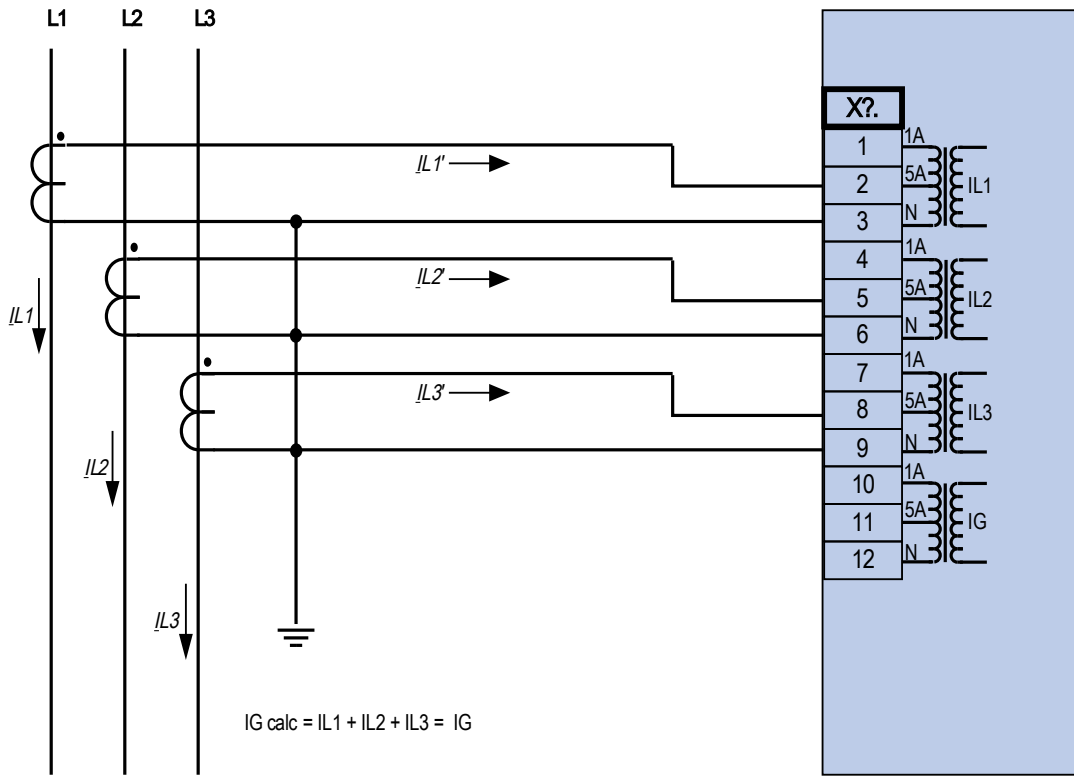 L1 L2 L3
X?.
1 1A
IL1' 2 5A IL1
3 N
4 1A
IL2' 5 5A IL2
IL1 6 N
7 1A
IL3' 8 5A IL3
9 N
IL2 10 1A
11 5A IG
12 N
IL3
IG calc = IL1 + IL2 + IL3 = IG